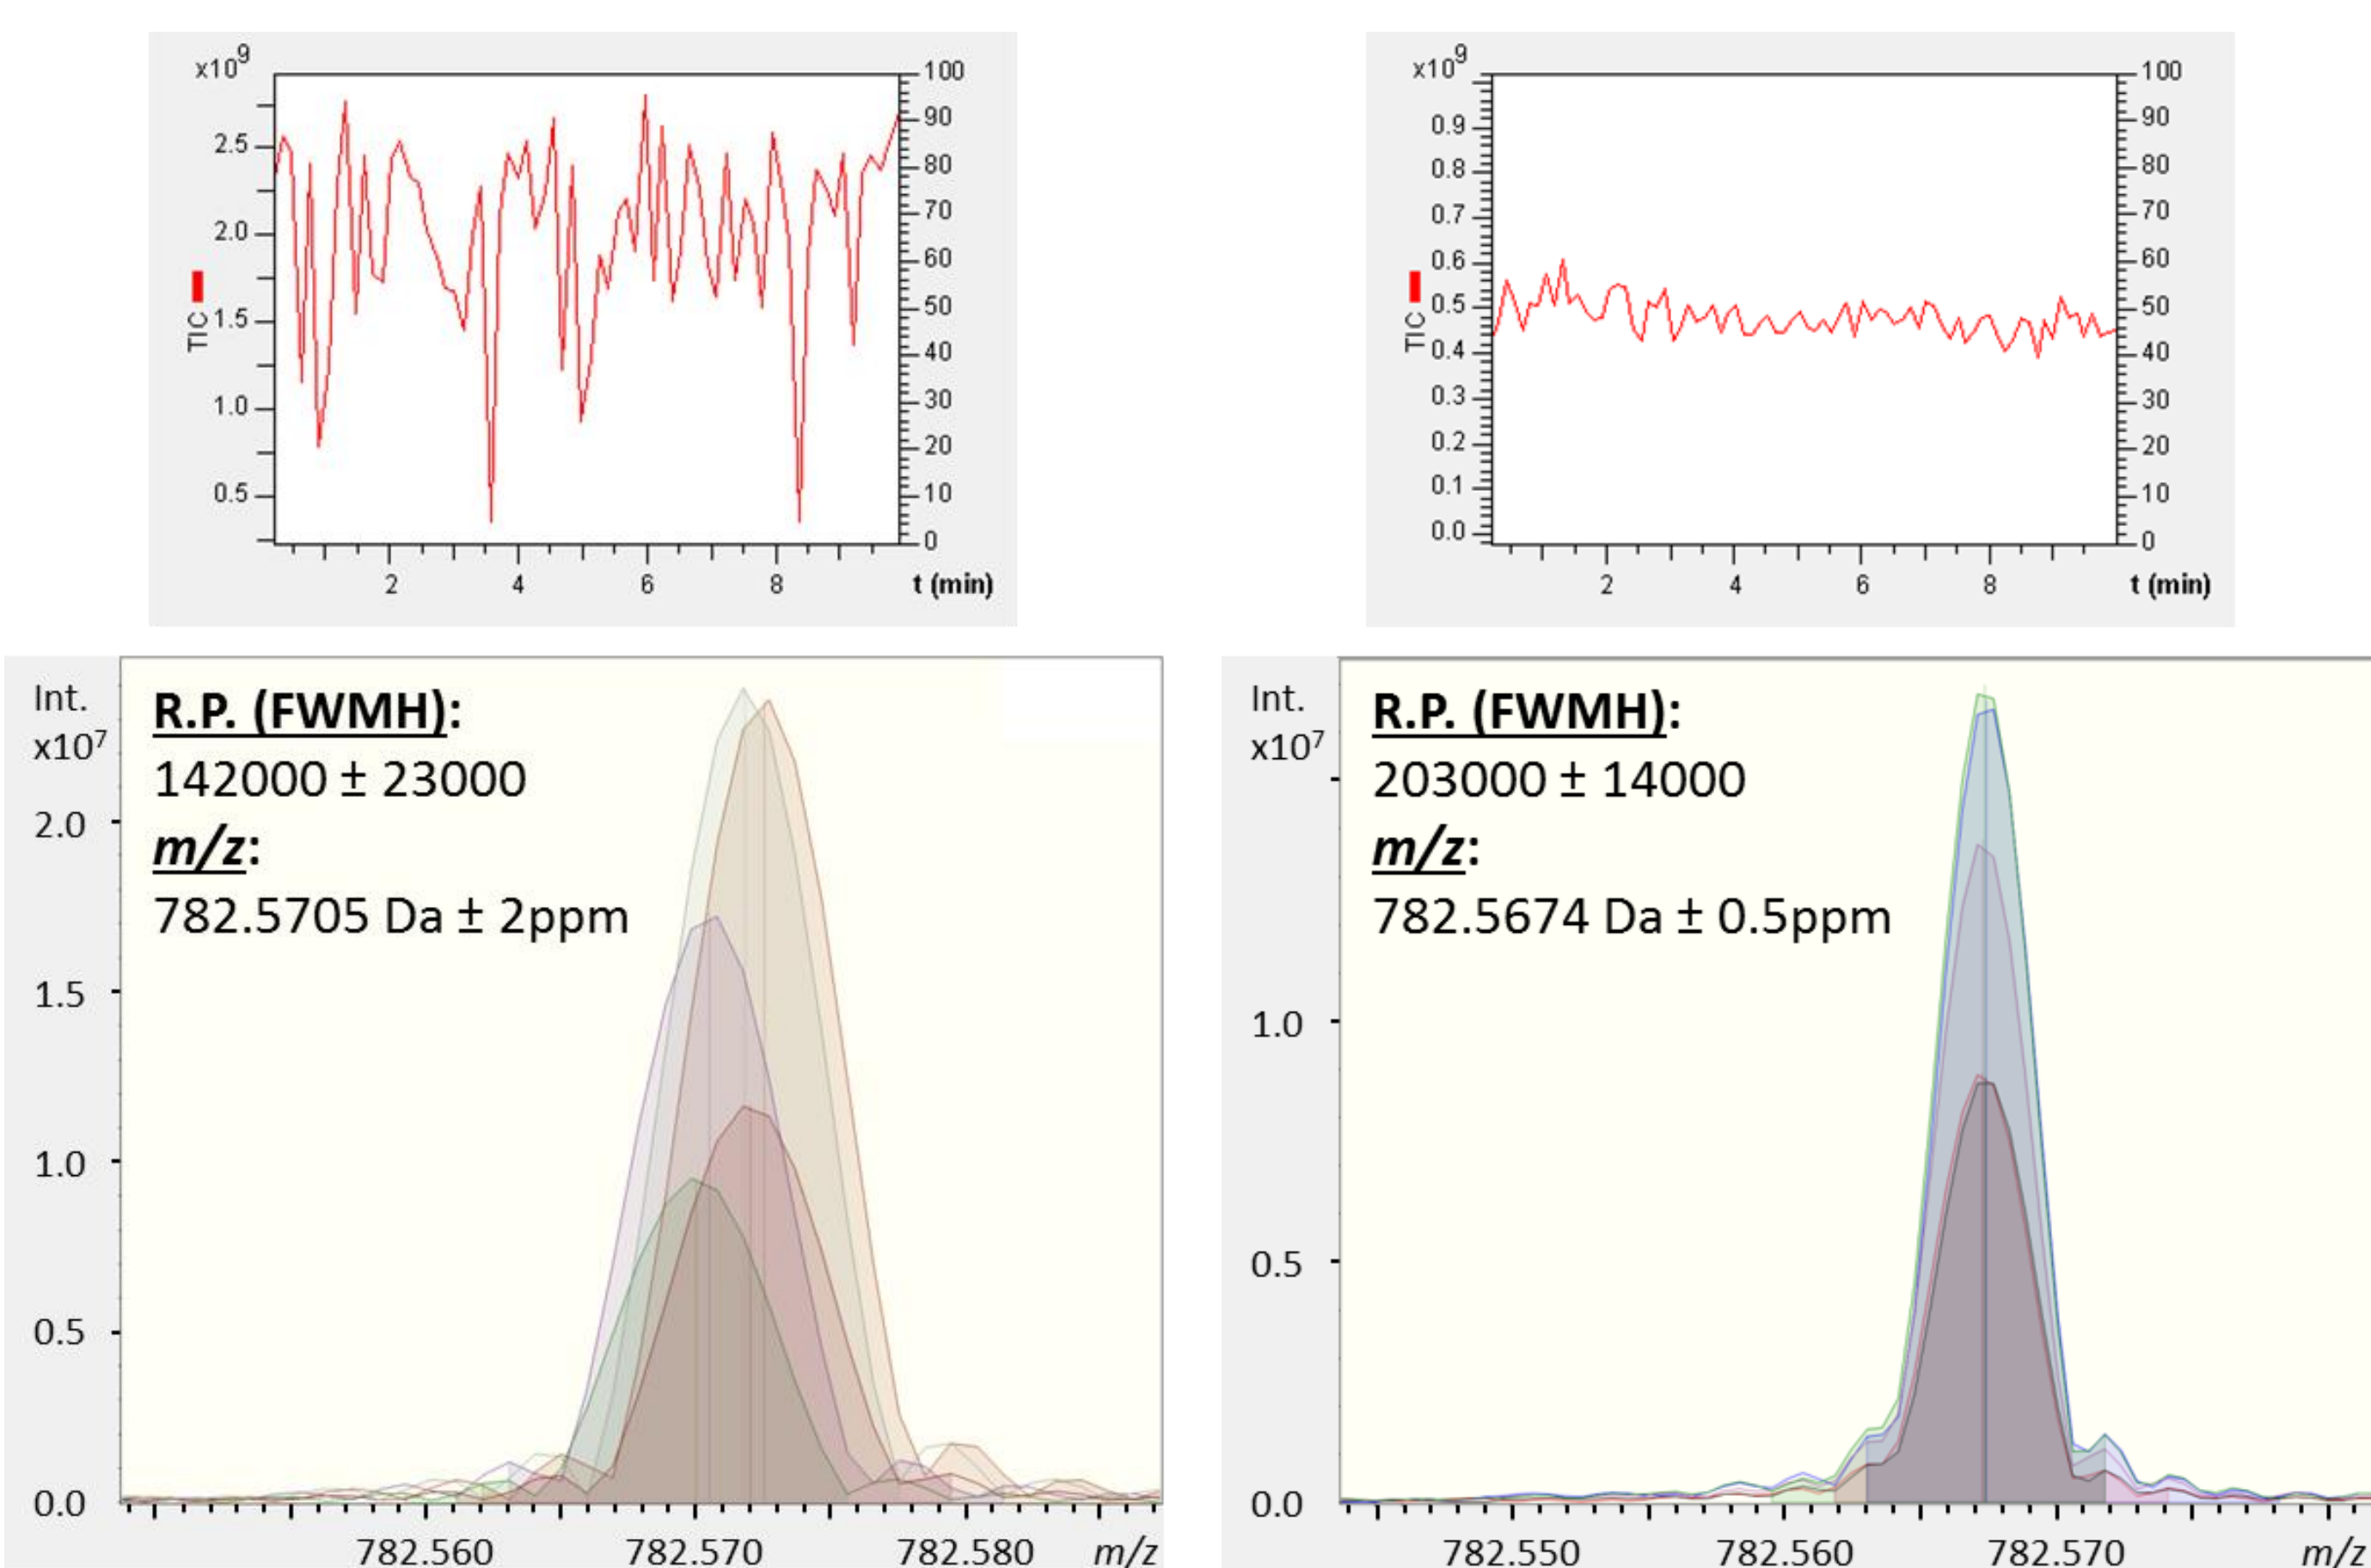 x10⁹
100
90
80
70
60
50
40
30
20
10
0
2.5
2.0
1.5
1.0
0.5
TIC
2
4
6
8
t (min)
x10⁹
100
90
80
70
60
50
40
30
20
10
0
0.9
0.8
0.7
0.6
0.5
0.4
0.3
0.2
0.1
0.0
TIC
2
4
6
8
t (min)
Int.
x10⁷
2.0
1.5
1.0
0.5
0.0
R.P. (FWMH):
142000 ± 23000
m/z:
782.5705 Da ± 2ppm
782.560
782.570
782.580
m/z
Int.
x10⁷
1.0
0.5
0.0
R.P. (FWMH):
203000 ± 14000
m/z:
782.5674 Da ± 0.5ppm
782.550
782.560
782.570
m/z